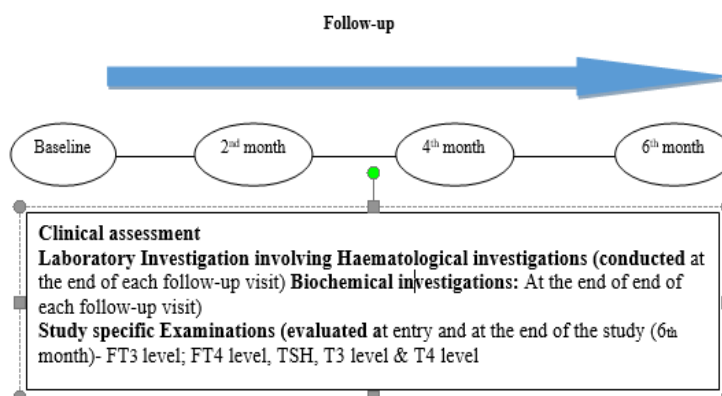 Follow-up
Baseline
2nd month
4th month
6th month
Clinical assessment
Laboratory Investigation involving Haematological investigations (conducted at
the end of each follow-up visit) Biochemical investigations: At the end of end of
each follow-up visit)
Study specific Examinations (evaluated at entry and at the end of the study (6th
month)- FT3 level; FT4 level, TSH, T3 level & T4 level